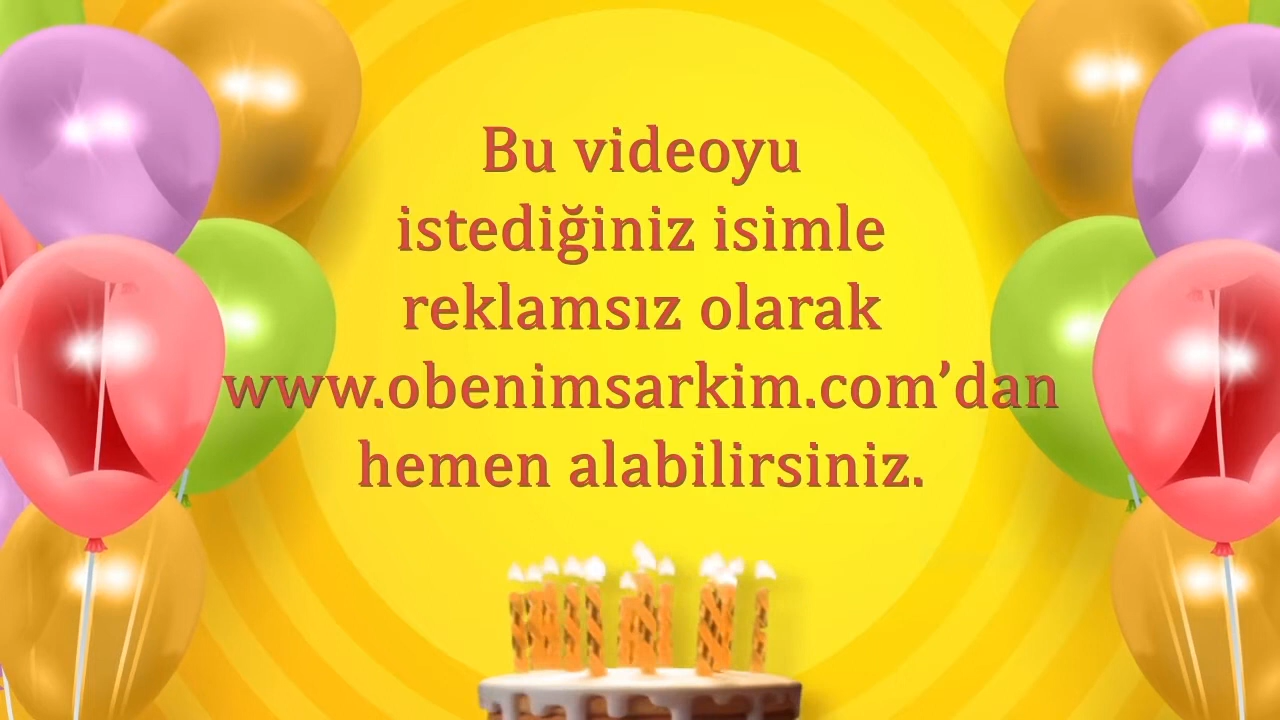 Bu videoyu
istediğiniz isimle
reklamsız olarak
www.obenimsarkim.com’dan
hemen alabilirsiniz.